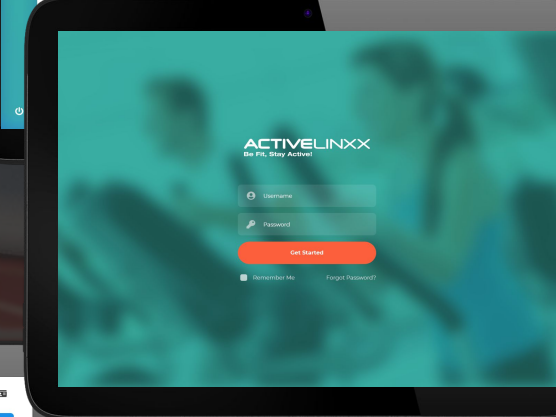 ACTIVELINXX
Be Fit, Stay Active!
Username
Password
Get Started
Remember Me
Forgot Password?